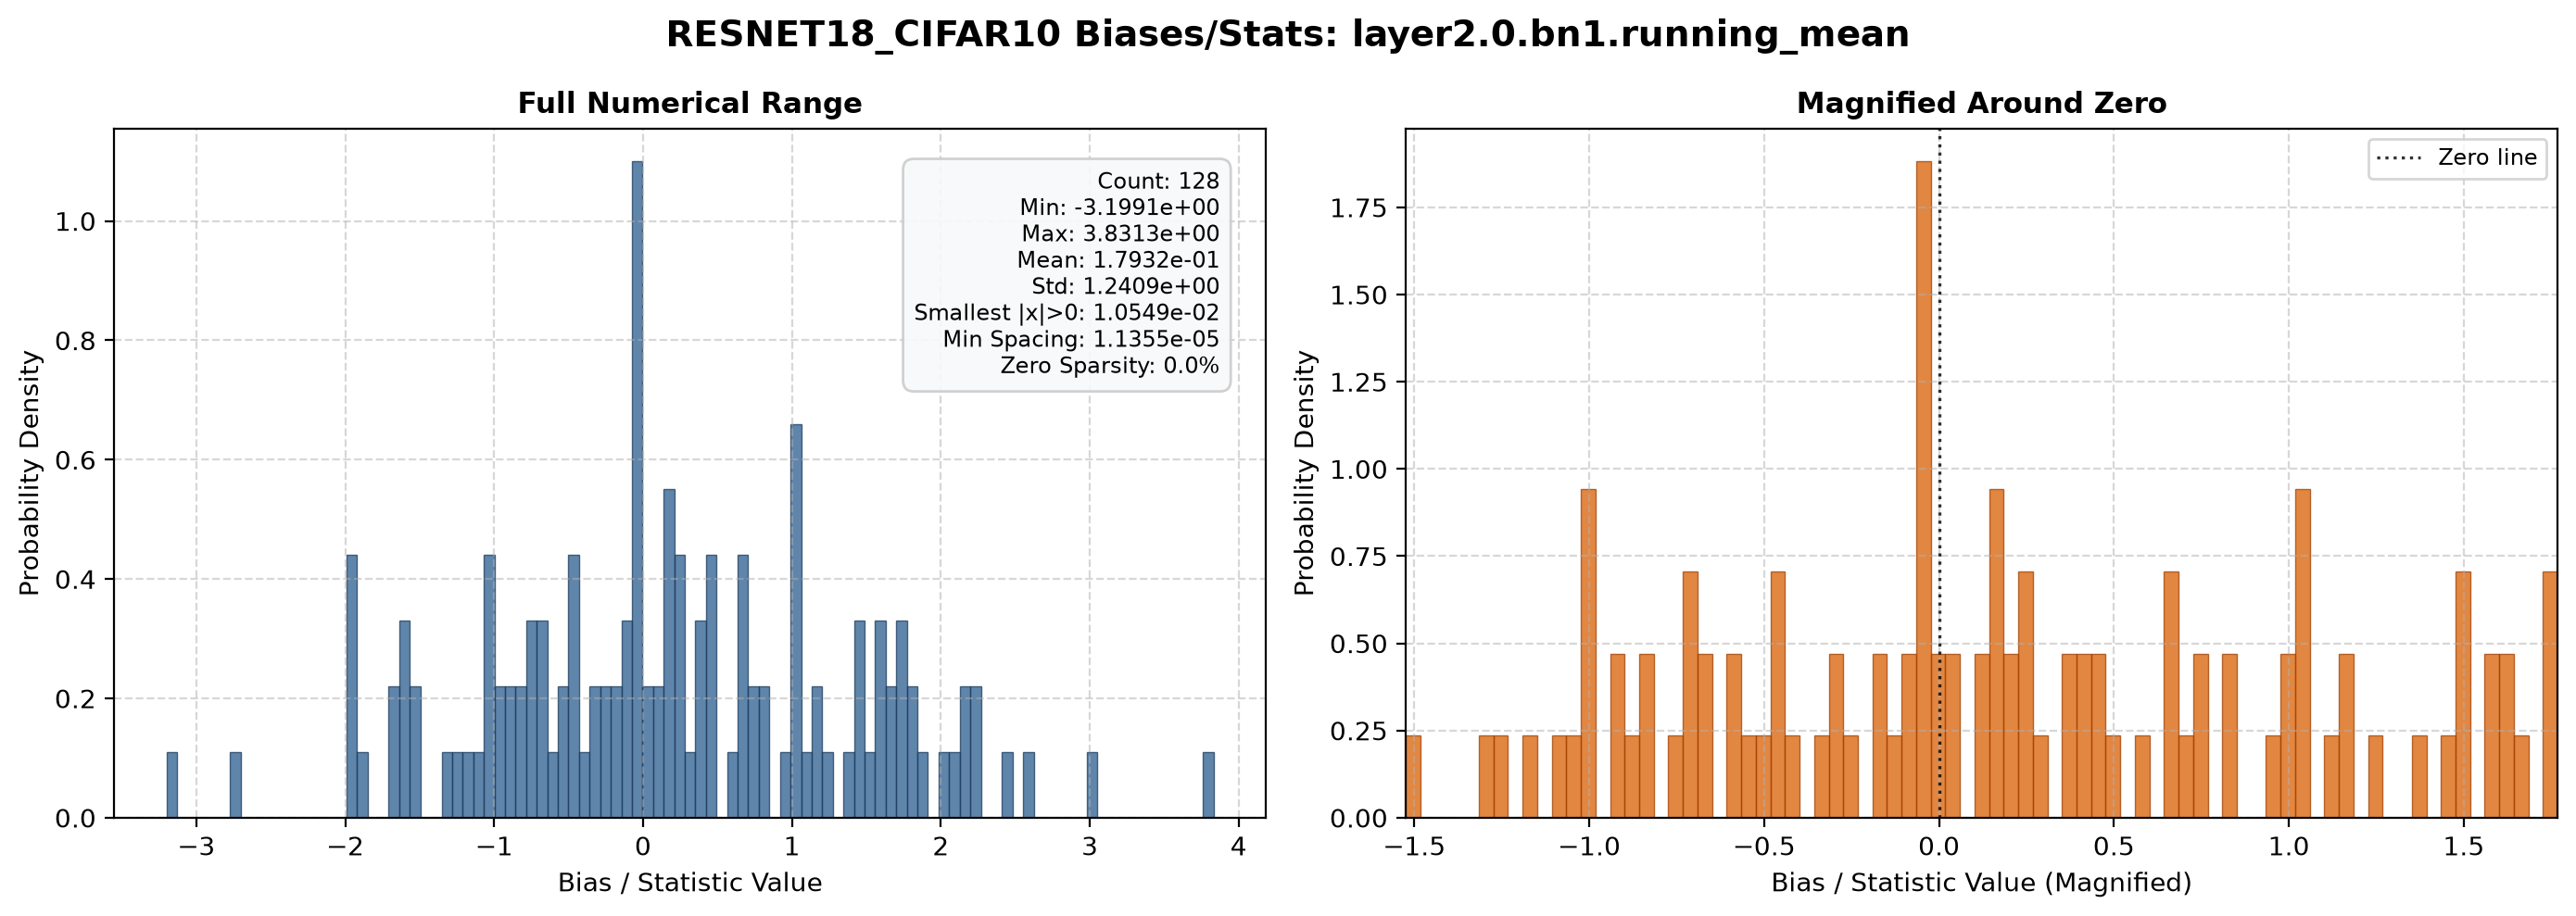 RESNET18_CIFAR10 Biases/Stats: layer2.0.bn1.running_mean
Full Numerical Range
Probability Density
1.0
0.8
0.6
0.4
0.2
0.0
Count: 128
Min: -3.1991e+00
Max: 3.8313e+00
Mean: 1.7932e-01
Std: 1.2409e+00
Smallest |x|>0: 1.0549e-02
Min Spacing: 1.1355e-05
Zero Sparsity: 0.0%
−3 −2 −1 0 1 2 3 4
Bias / Statistic Value
Magnified Around Zero
Probability Density
1.75
1.50
1.25
1.00
0.75
0.50
0.25
0.00
Zero line
−1.5 −1.0 −0.5 0.0 0.5 1.0 1.5
Bias / Statistic Value (Magnified)